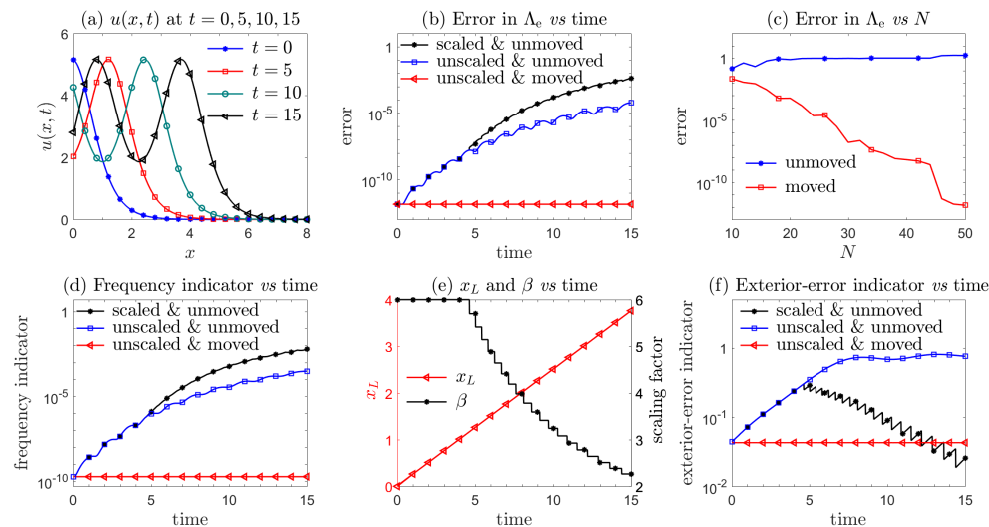 (a) u(x,t) at t = 0, 5, 10, 15
6
4
2
0
0 2 4 6 8
u(x,t)
x
t = 0
t = 5
t = 10
t = 15
(b) Error in Λₑ vs time
1
10⁻⁵
10⁻¹⁰
0 5 10 15
error
time
scaled & unmoved
unscaled & unmoved
unscaled & moved
(c) Error in Λₑ vs N
1
10⁻⁵
10⁻¹⁰
10 20 30 40 50
error
N
unmoved
moved
(d) Frequency indicator vs time
1
10⁻⁵
10⁻¹⁰
0 5 10 15
frequency indicator
time
scaled & unmoved
unscaled & unmoved
unscaled & moved
(e) x_L and β vs time
4
3
2
1
0
0 5 10 15
x_L
time
6
5
4
3
2
scaling factor
x_L
β
(f) Exterior-error indicator vs time
1
10⁻¹
10⁻²
0 5 10 15
exterior-error indicator
time
scaled & unmoved
unscaled & unmoved
unscaled & moved